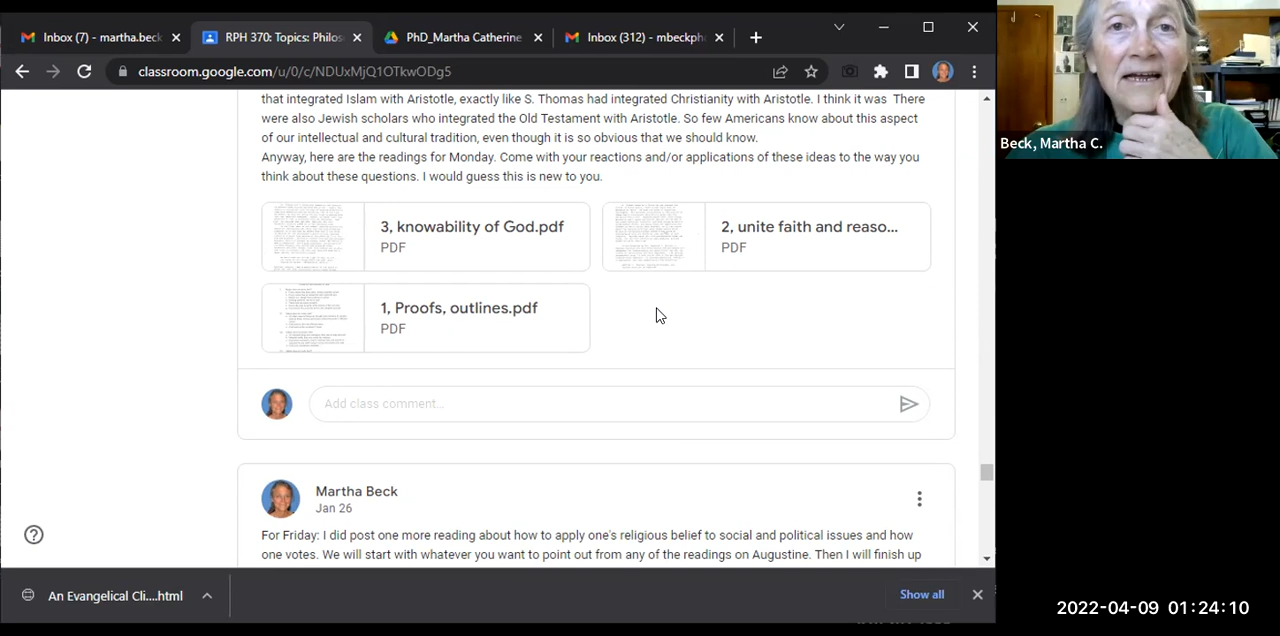 Inbox (7) - martha.beck
RPH 370: Topics: Philos
PhD_Martha Catherine
Inbox (312) - mbeckph
classroom.google.com/u/0/c/NDUxMjQ1OTkwODg5
that integrated Islam with Aristotle, exactly like S. Thomas had integrated Christianity with Aristotle. I think it was There
were also Jewish scholars who integrated the Old Testament with Aristotle. So few Americans know about this aspect
of our intellectual and cultural tradition, even though it is so obvious that we should know.
Anyway, here are the readings for Monday. Come with your reactions and/or applications of these ideas to the way you
think about these questions. I would guess this is new to you.
3, knowability of God.pdf
PDF
2, unite faith and reaso...
PDF
1, Proofs, outlines.pdf
PDF
Add class comment...
Martha Beck
Jan 26
For Friday: I did post one more reading about how to apply one's religious belief to social and political issues and how
one votes. We will start with whatever you want to point out from any of the readings on Augustine. Then I will finish up
An Evangelical Cli....html
Show all
Beck, Martha C.
2022-04-09 01:24:10